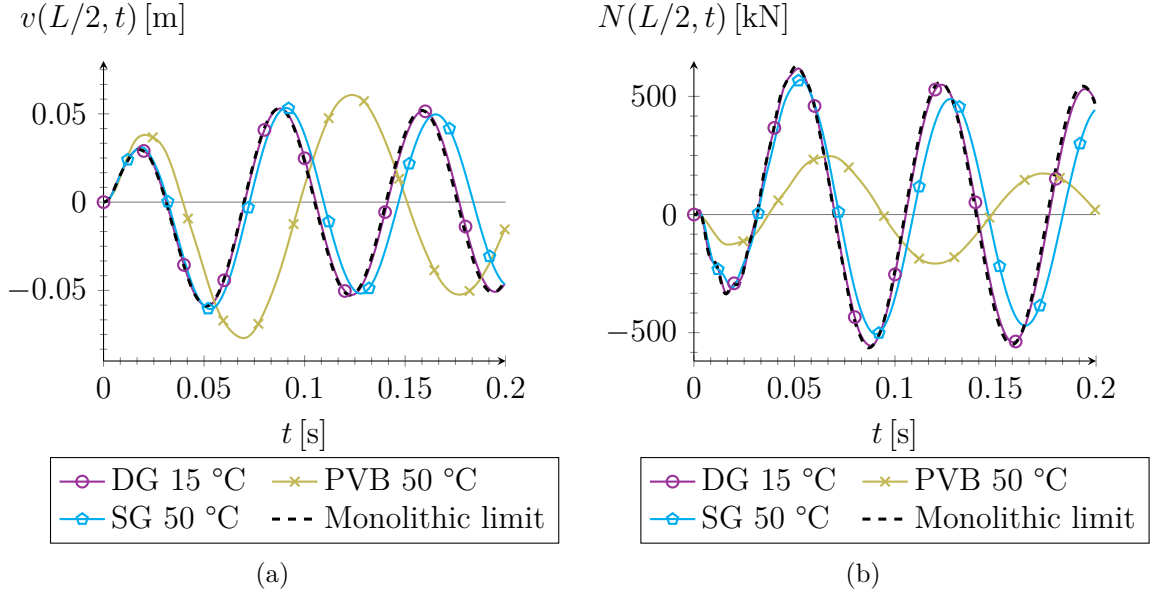 v(L/2, t) [m]
0.05
0
−0.05
0 0.05 0.1 0.15 0.2
t [s]
DG 15 °C PVB 50 °C
SG 50 °C Monolithic limit
(a)
N(L/2, t) [kN]
500
0
−500
0 0.05 0.1 0.15 0.2
t [s]
DG 15 °C PVB 50 °C
SG 50 °C Monolithic limit
(b)